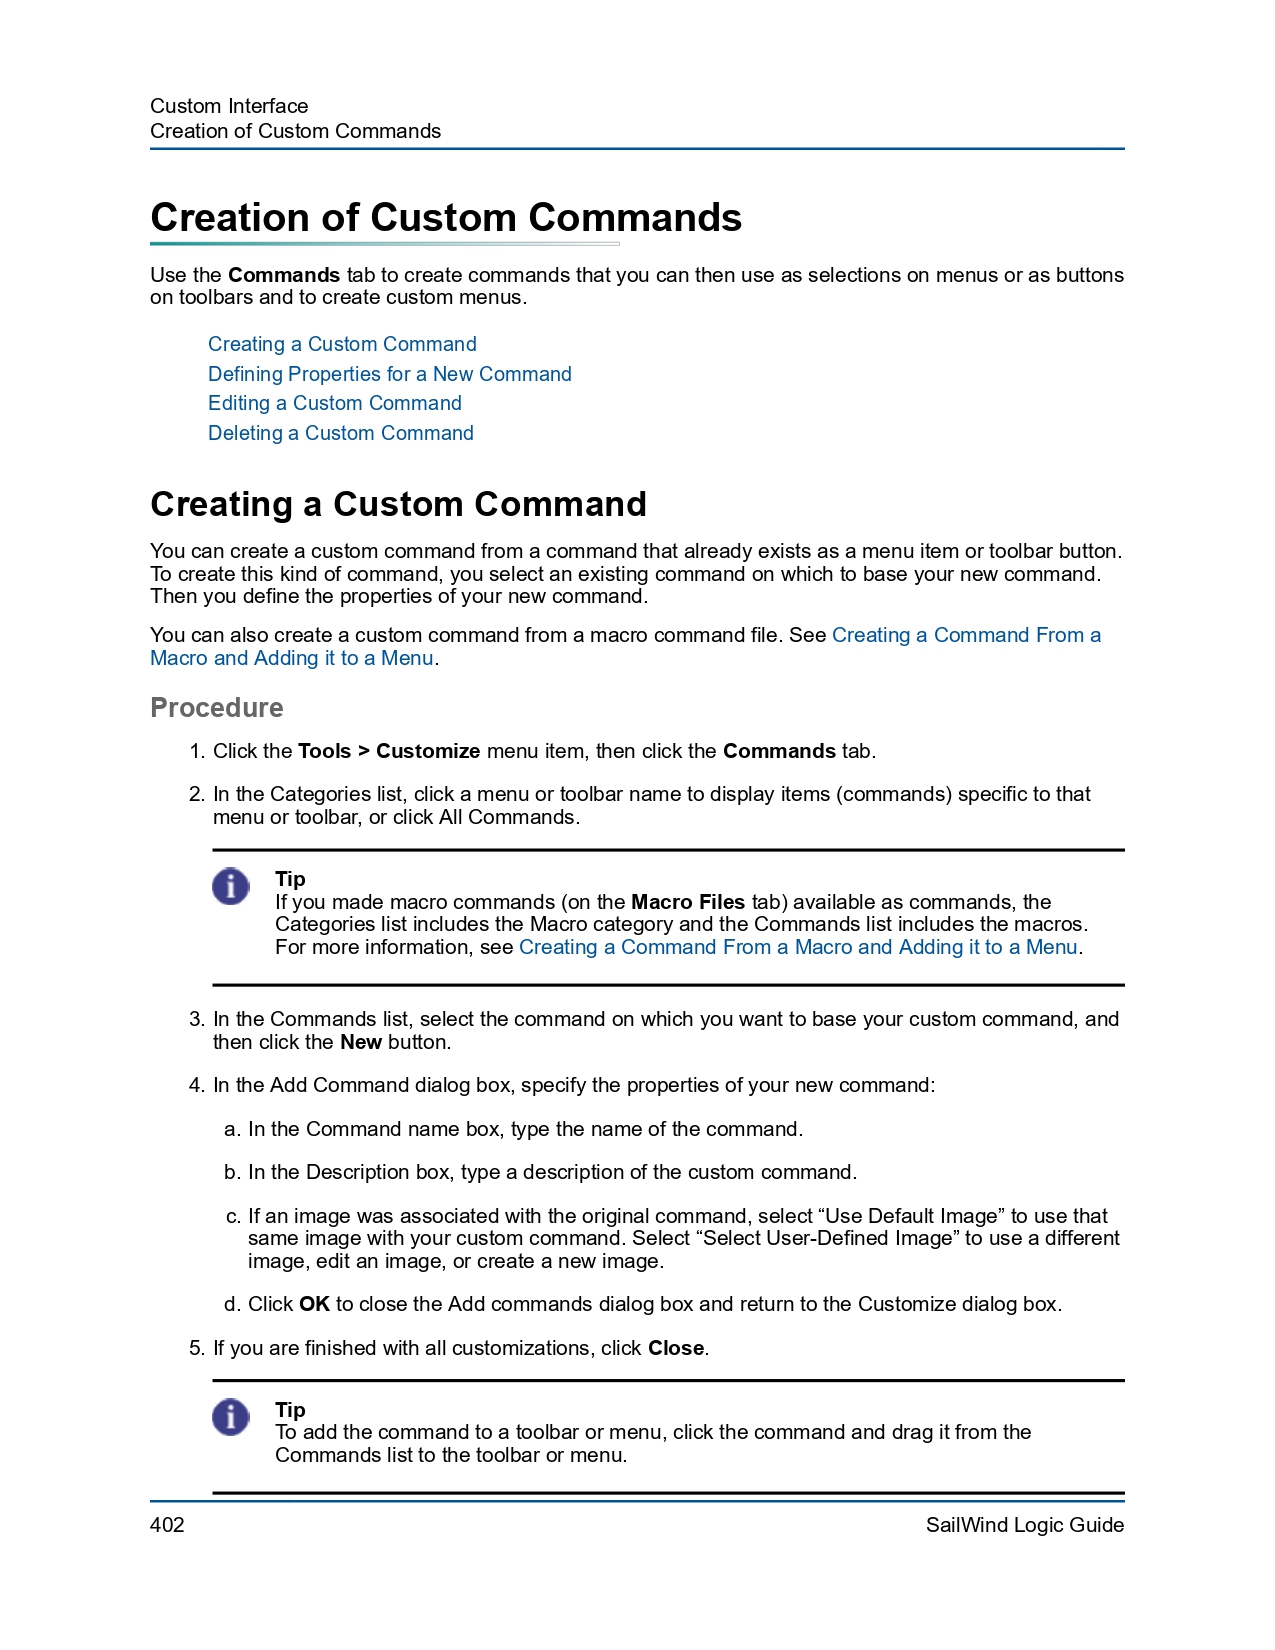 Custom Interface
Creation of Custom Commands
Creation of Custom Commands
Use the Commands tab to create commands that you can then use as selections on menus or as buttons
on toolbars and to create custom menus.
Creating a Custom Command
Defining Properties for a New Command
Editing a Custom Command
Deleting a Custom Command
Creating a Custom Command
You can create a custom command from a command that already exists as a menu item or toolbar button.
To create this kind of command, you select an existing command on which to base your new command.
Then you define the properties of your new command.
You can also create a custom command from a macro command file. See Creating a Command From a
Macro and Adding it to a Menu.
Procedure
1. Click the Tools > Customize menu item, then click the Commands tab.
2. In the Categories list, click a menu or toolbar name to display items (commands) specific to that
menu or toolbar, or click All Commands.
Tip
If you made macro commands (on the Macro Files tab) available as commands, the
Categories list includes the Macro category and the Commands list includes the macros.
For more information, see Creating a Command From a Macro and Adding it to a Menu.
3. In the Commands list, select the command on which you want to base your custom command, and
then click the New button.
4. In the Add Command dialog box, specify the properties of your new command:
a. In the Command name box, type the name of the command.
b. In the Description box, type a description of the custom command.
c. If an image was associated with the original command, select “Use Default Image” to use that
same image with your custom command. Select “Select User-Defined Image” to use a different
image, edit an image, or create a new image.
d. Click OK to close the Add commands dialog box and return to the Customize dialog box.
5. If you are finished with all customizations, click Close.
Tip
To add the command to a toolbar or menu, click the command and drag it from the
Commands list to the toolbar or menu.
402
SailWind Logic Guide